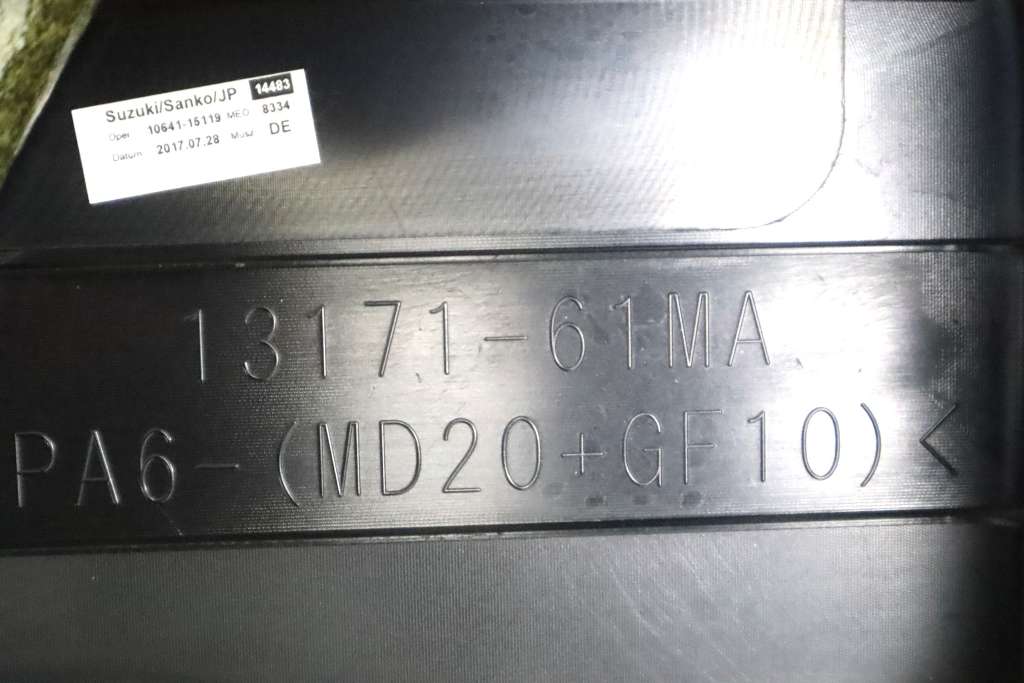 Suzuki/Sanko/JP 14483
Oper 10641-15119 MEO 8334
Datum 2017.07.28 Musz DE
13171-61MA
PA6-(MD20+GF10)<